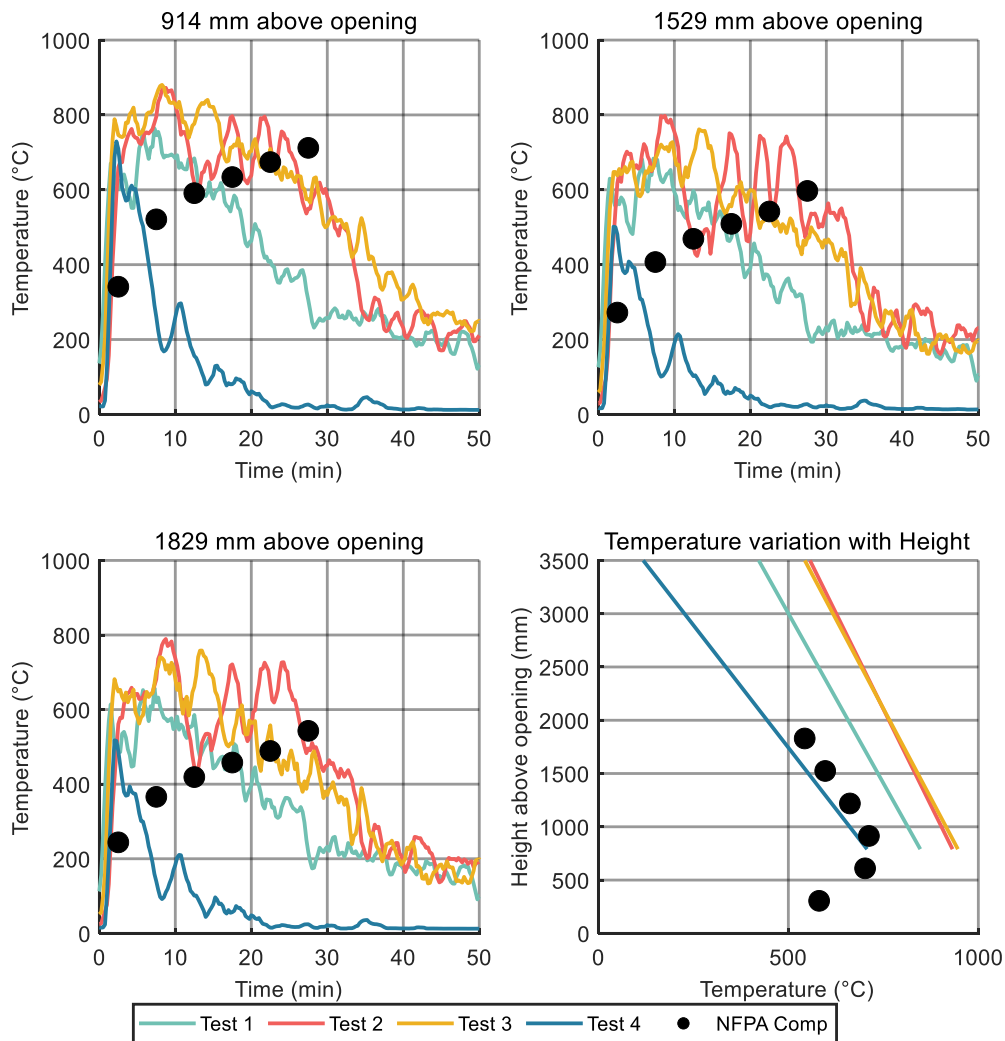 914 mm above opening
1000
800
600
400
200
0
Temperature (°C)
0 10 20 30 40 50
Time (min)
1529 mm above opening
1000
800
600
400
200
0
Temperature (°C)
0 10 20 30 40 50
Time (min)
1829 mm above opening
1000
800
600
400
200
0
Temperature (°C)
0 10 20 30 40 50
Time (min)
Temperature variation with Height
3500
3000
2500
2000
1500
1000
500
0
Height above opening (mm)
0 500 1000
Temperature (°C)
Test 1 Test 2 Test 3 Test 4 NFPA Comp